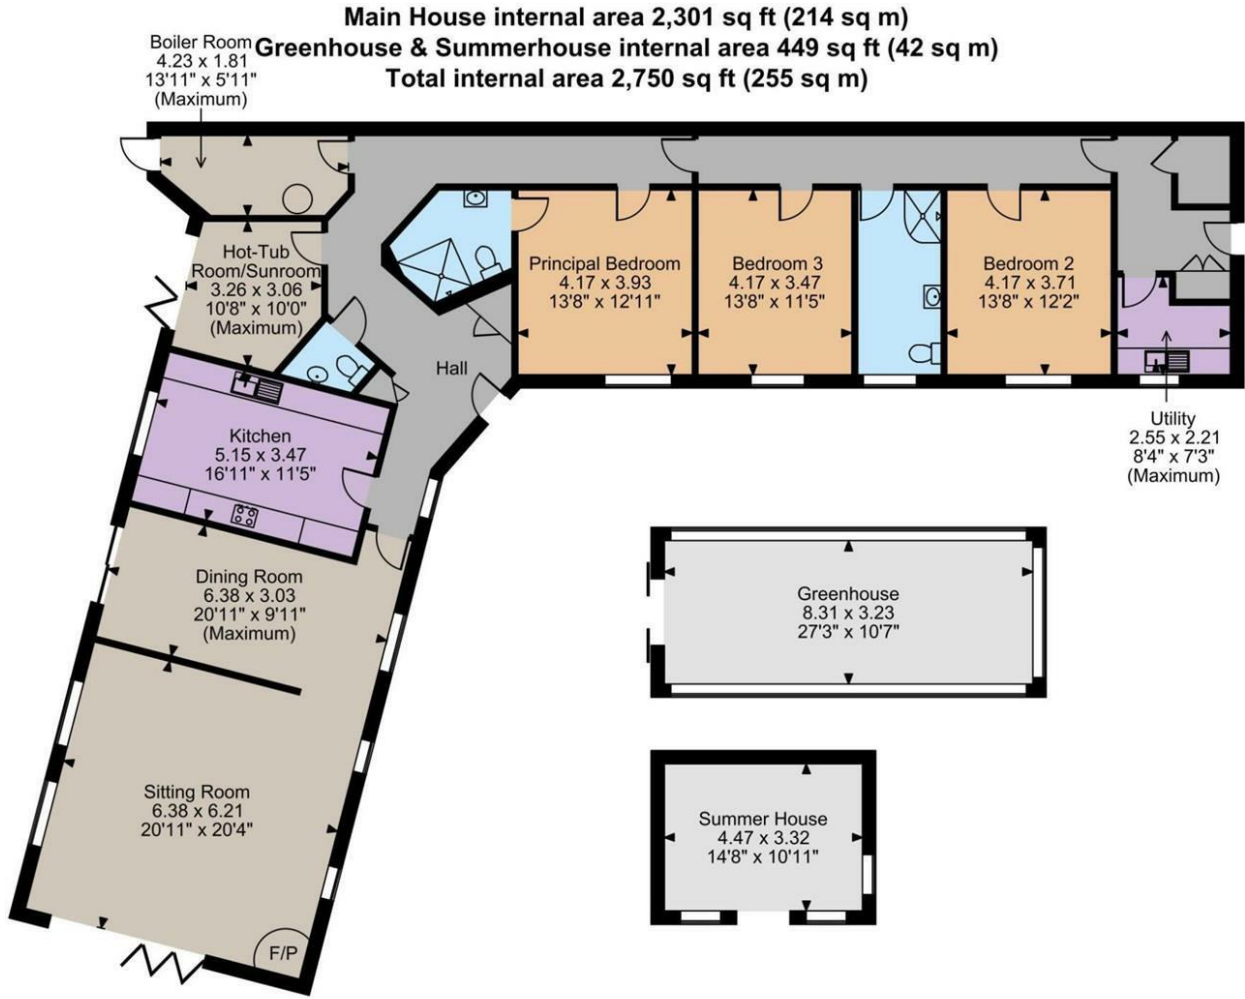 Main House internal area 2,301 sq ft (214 sq m)
Greenhouse & Summerhouse internal area 449 sq ft (42 sq m)
Total internal area 2,750 sq ft (255 sq m)
Boiler Room
4.23 x 1.81
13'11" x 5'11"
(Maximum)
Hot-Tub
Room/Sunroom
3.26 x 3.06
10'8" x 10'0"
(Maximum)
Principal Bedroom
4.17 x 3.93
13'8" x 12'11"
Bedroom 3
4.17 x 3.47
13'8" x 11'5"
Bedroom 2
4.17 x 3.71
13'8" x 12'2"
Hall
Utility
2.55 x 2.21
8'4" x 7'3"
(Maximum)
Kitchen
5.15 x 3.47
16'11" x 11'5"
Dining Room
6.38 x 3.03
20'11" x 9'11"
(Maximum)
Greenhouse
8.31 x 3.23
27'3" x 10'7"
Sitting Room
6.38 x 6.21
20'11" x 20'4"
Summer House
4.47 x 3.32
14'8" x 10'11"
F/P